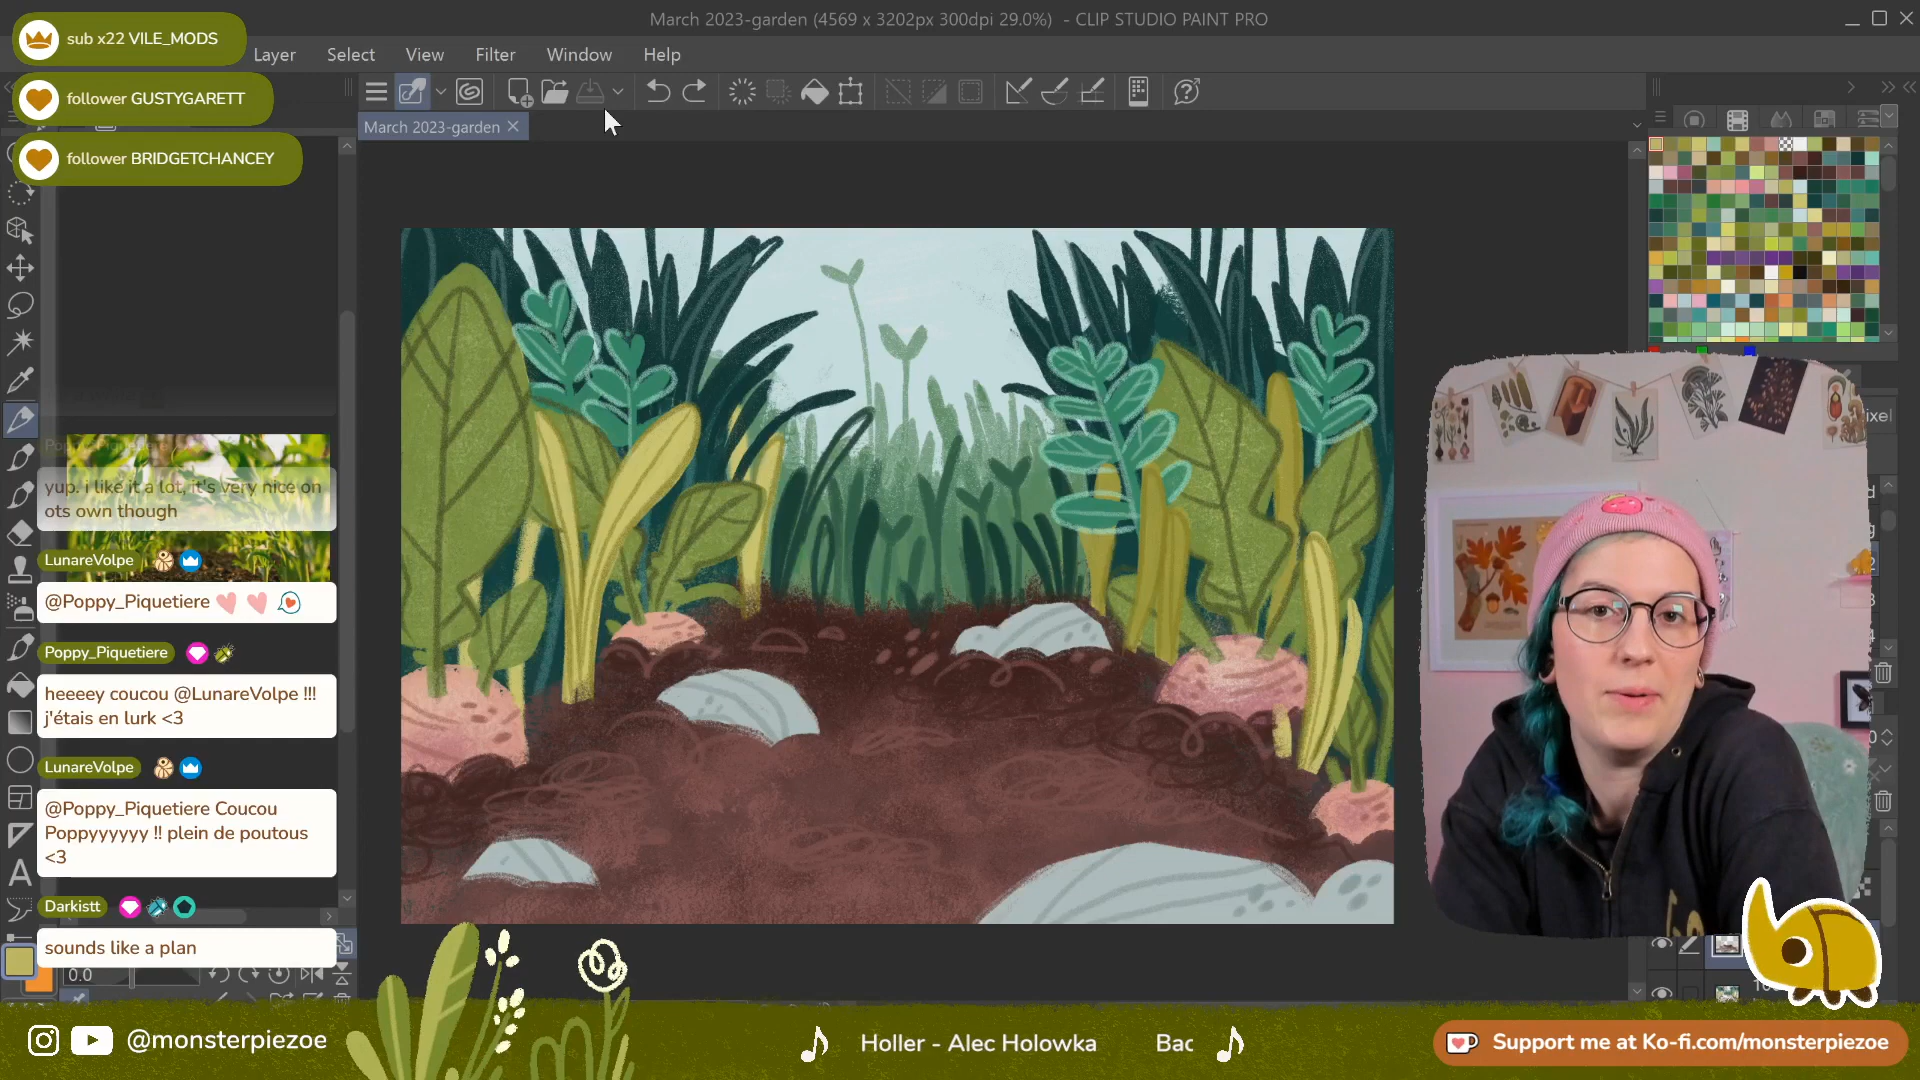 March 2023-garden (4569 x 3202px 300dpi 29.0%) - CLIP STUDIO PAINT PRO
sub x22 VILE_MODS
Layer Select View Filter Window Help
follower GUSTYGARETT
March 2023-garden
follower BRIDGETCHANCEY
yup. i like it a lot, it's very nice on
ots own though
LunareVolpe
@Poppy_Piquetiere
Poppy_Piquetiere
heeeey coucou @LunareVolpe !!!
j'étais en lurk <3
LunareVolpe
@Poppy_Piquetiere Coucou
Poppyyyyyy !! plein de poutous
<3
Darkistt
sounds like a plan
0.0
@monsterpiezoe
Holler - Alec Holowka
Bac
Support me at Ko-fi.com/monsterpiezoe